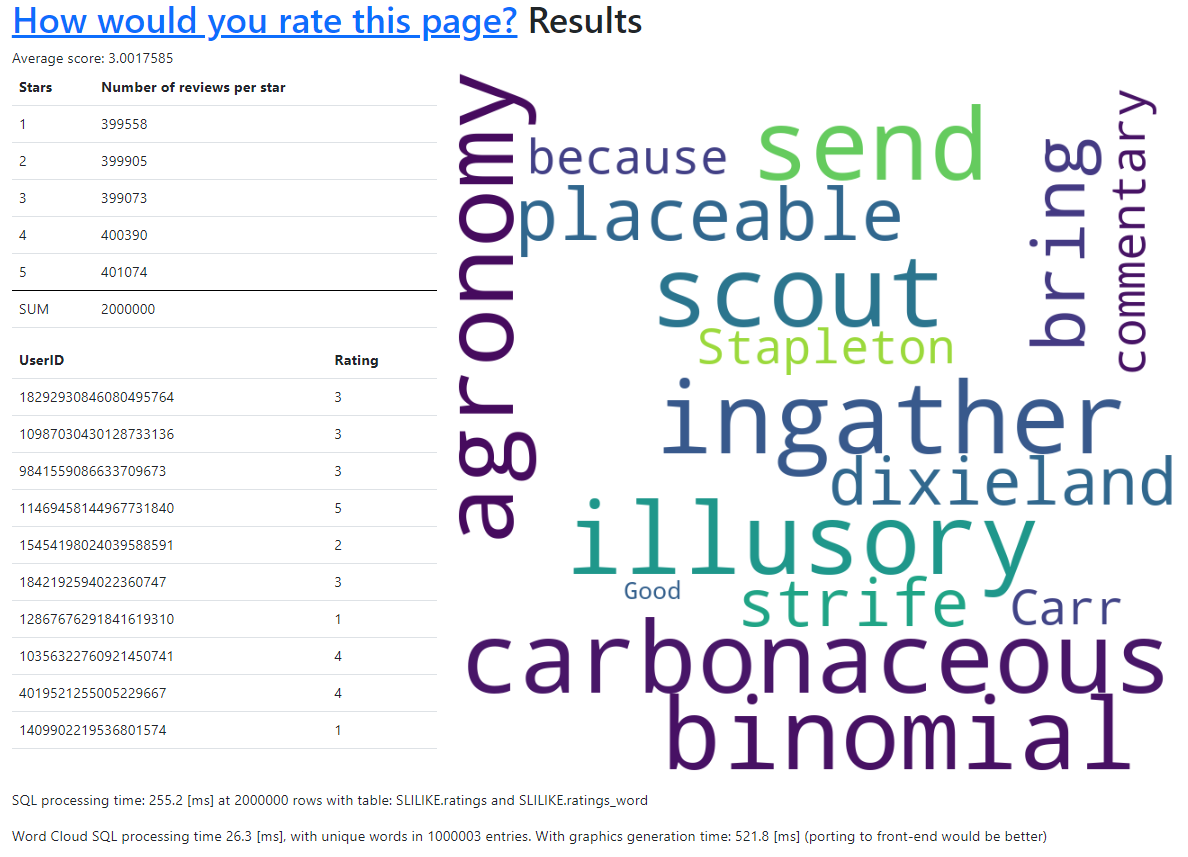 How would you rate this page? Results
Average score: 3.0017585
Stars Number of reviews per star
1 399558
2 399905
3 399073
4 400390
5 401074
SUM 2000000
UserID Rating
18292930846080495764 3
10987030430128733136 3
9841559086633709673 3
11469458144967731840 5
15454198024039588591 2
1842192594022360747 3
12867676291841619310 1
10356322760921450741 4
4019521255005229667 4
1409902219536801574 1
agronomy
because
send
placeable
bring
commentary
scout
Stapleton
ingather
dixieland
illusory
Good
strife
Carr
carbonaceous
binomial
SQL processing time: 255.2 [ms] at 2000000 rows with table: SLILIKE.ratings and SLILIKE.ratings_word
Word Cloud SQL processing time 26.3 [ms], with unique words in 1000003 entries. With graphics generation time: 521.8 [ms] (porting to front-end would be better)